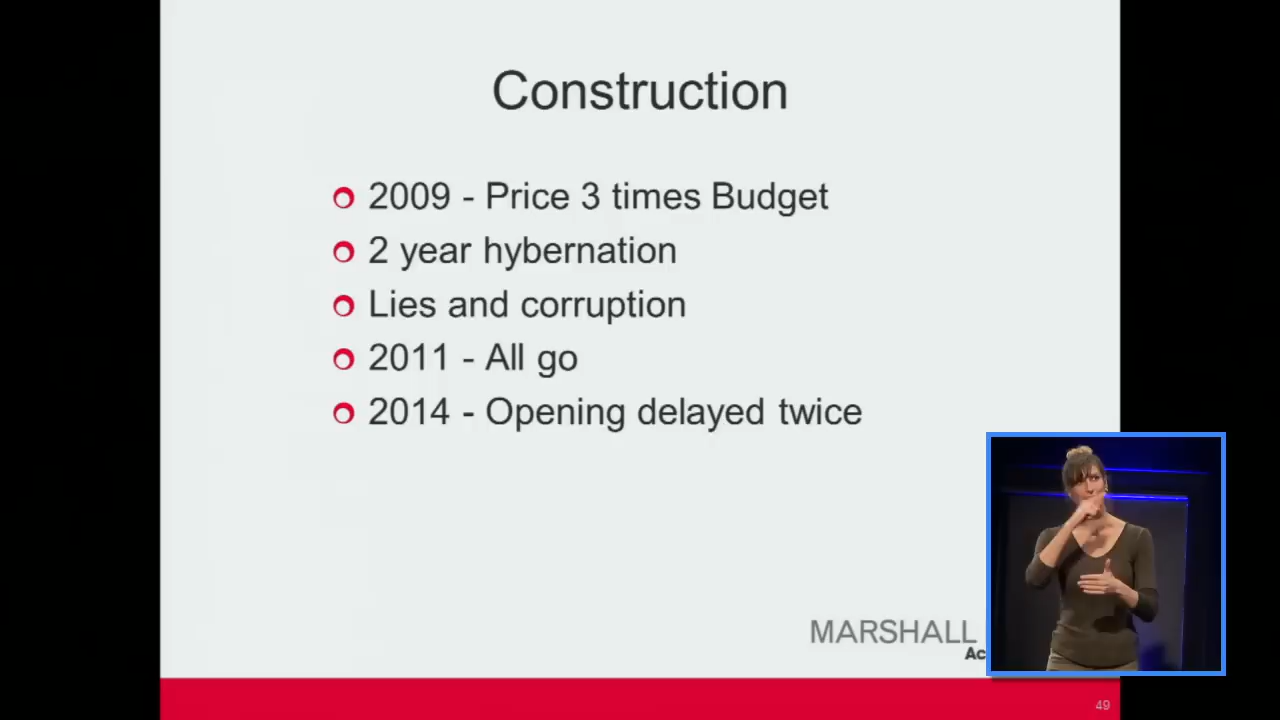 Construction
2009 - Price 3 times Budget
2 year hybernation
Lies and corruption
2011 - All go
2014 - Opening delayed twice
MARSHALL
Ac
49